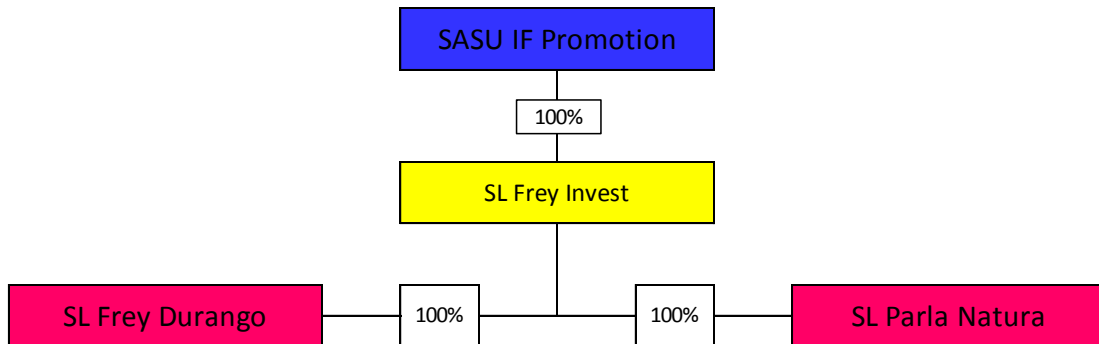 SASU IF Promotion
100%
SL Frey Invest
SL Frey Durango
100%
100%
SL Parla Natura